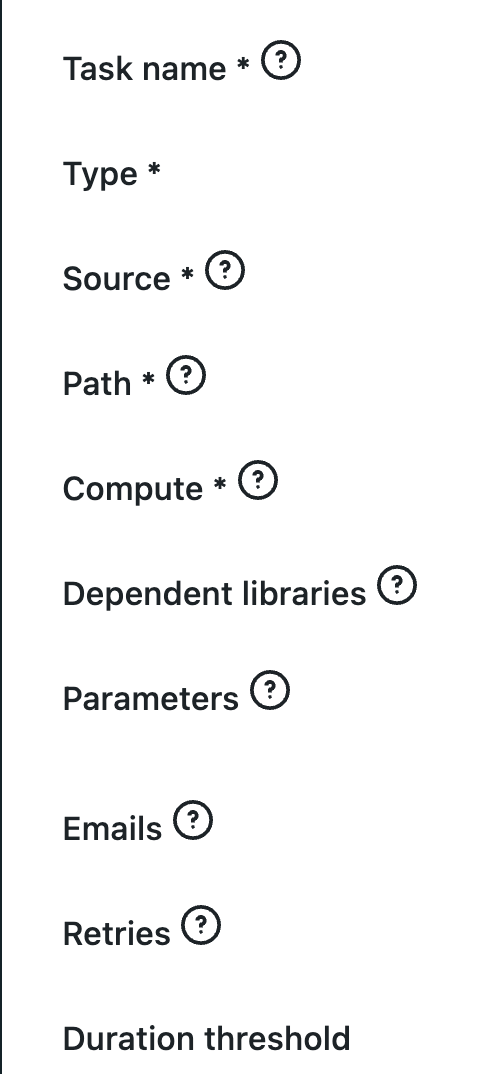 Task name * ?
Type *
Source * ?
Path * ?
Compute * ?
Dependent libraries ?
Parameters ?
Emails ?
Retries ?
Duration threshold